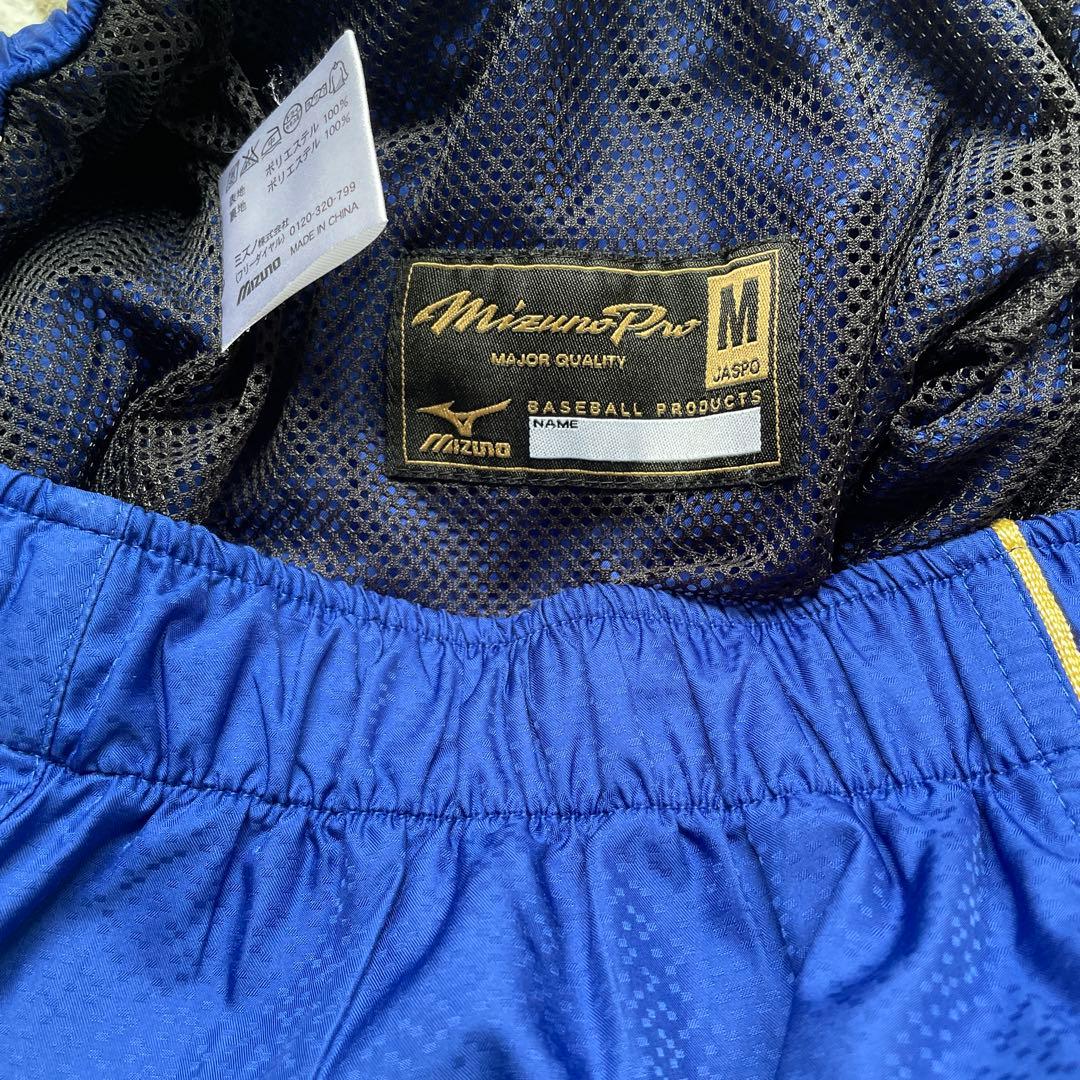 表地 ポリエステル 100%
裏地 ポリエステル 100%
ミズノ株式会社
(フリーダイヤル) 0120-320-799
MIZUNO MADE IN CHINA
Mizuno Pro
MAJOR QUALITY
M
JASPO
MIZUNO
BASEBALL PRODUCTS
NAME